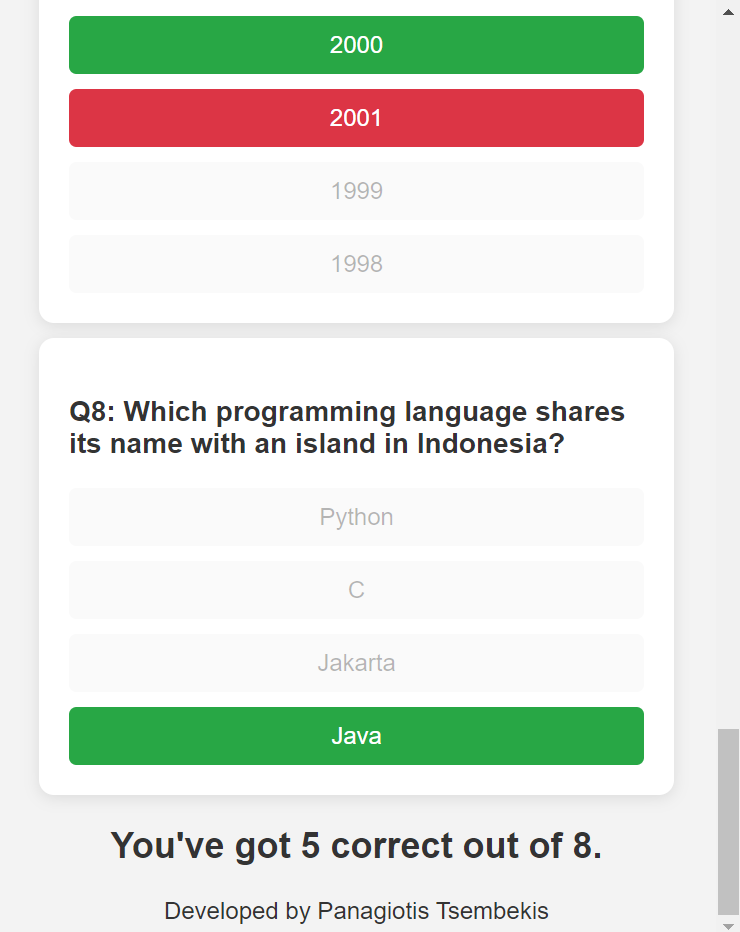 2000
2001
1999
1998
Q8: Which programming language shares
its name with an island in Indonesia?
Python
C
Jakarta
Java
You've got 5 correct out of 8.
Developed by Panagiotis Tsembekis